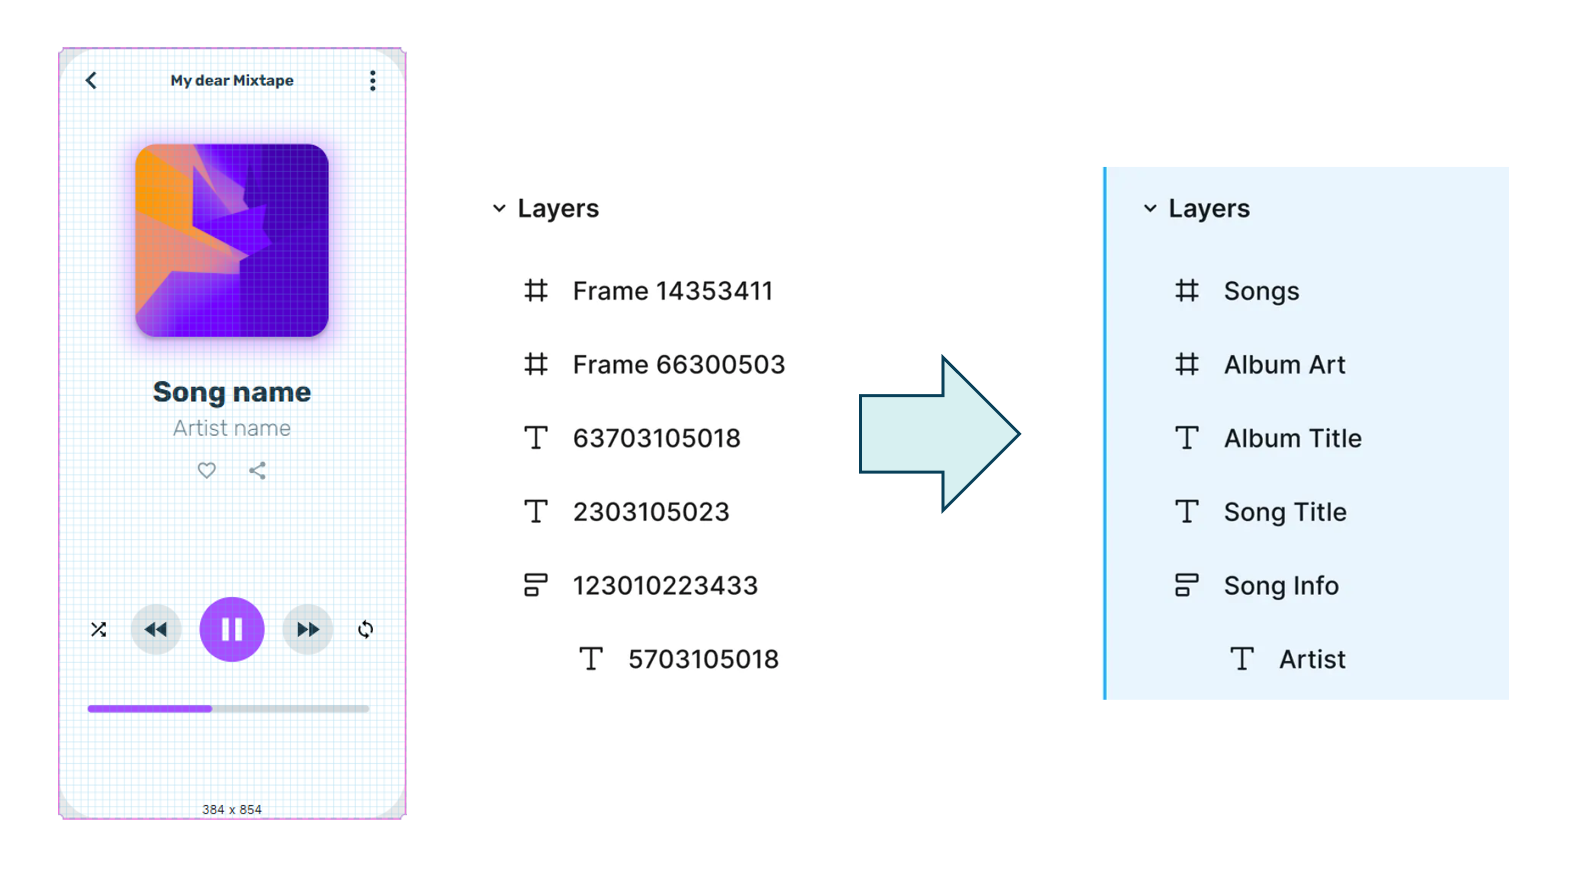 My dear Mixtape
Song name
Artist name
384 x 854
Layers
Frame 14353411
Frame 66300503
63703105018
2303105023
123010223433
5703105018
Layers
Songs
Album Art
Album Title
Song Title
Song Info
Artist